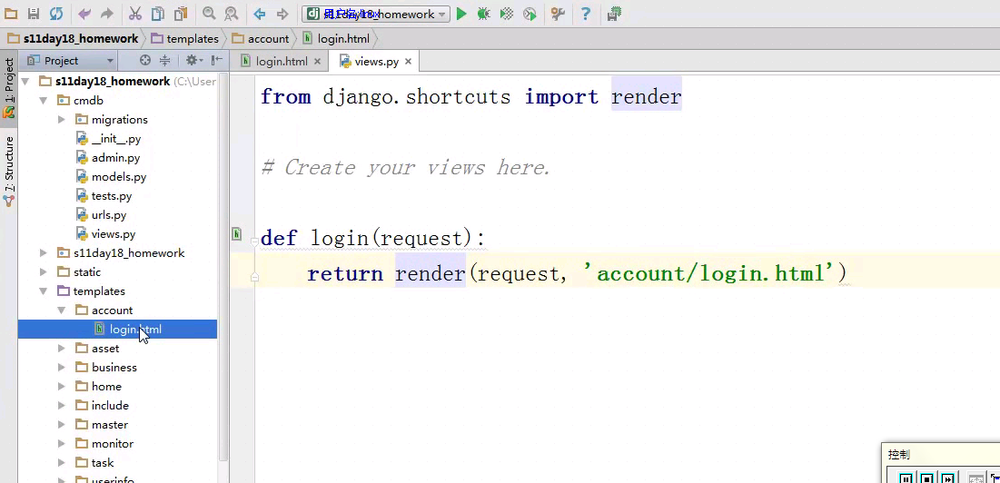 s11day18_homework
s11day18_homework templates account login.html
1: Project
7: Structure
Project
login.html
views.py
s11day18_homework (C:\User
cmdb
migrations
__init__.py
admin.py
models.py
tests.py
urls.py
views.py
s11day18_homework
static
templates
account
login.html
asset
business
home
include
master
monitor
task
userinfo
from django.shortcuts import render
# Create your views here.
def login(request):
return render(request, 'account/login.html')
控制